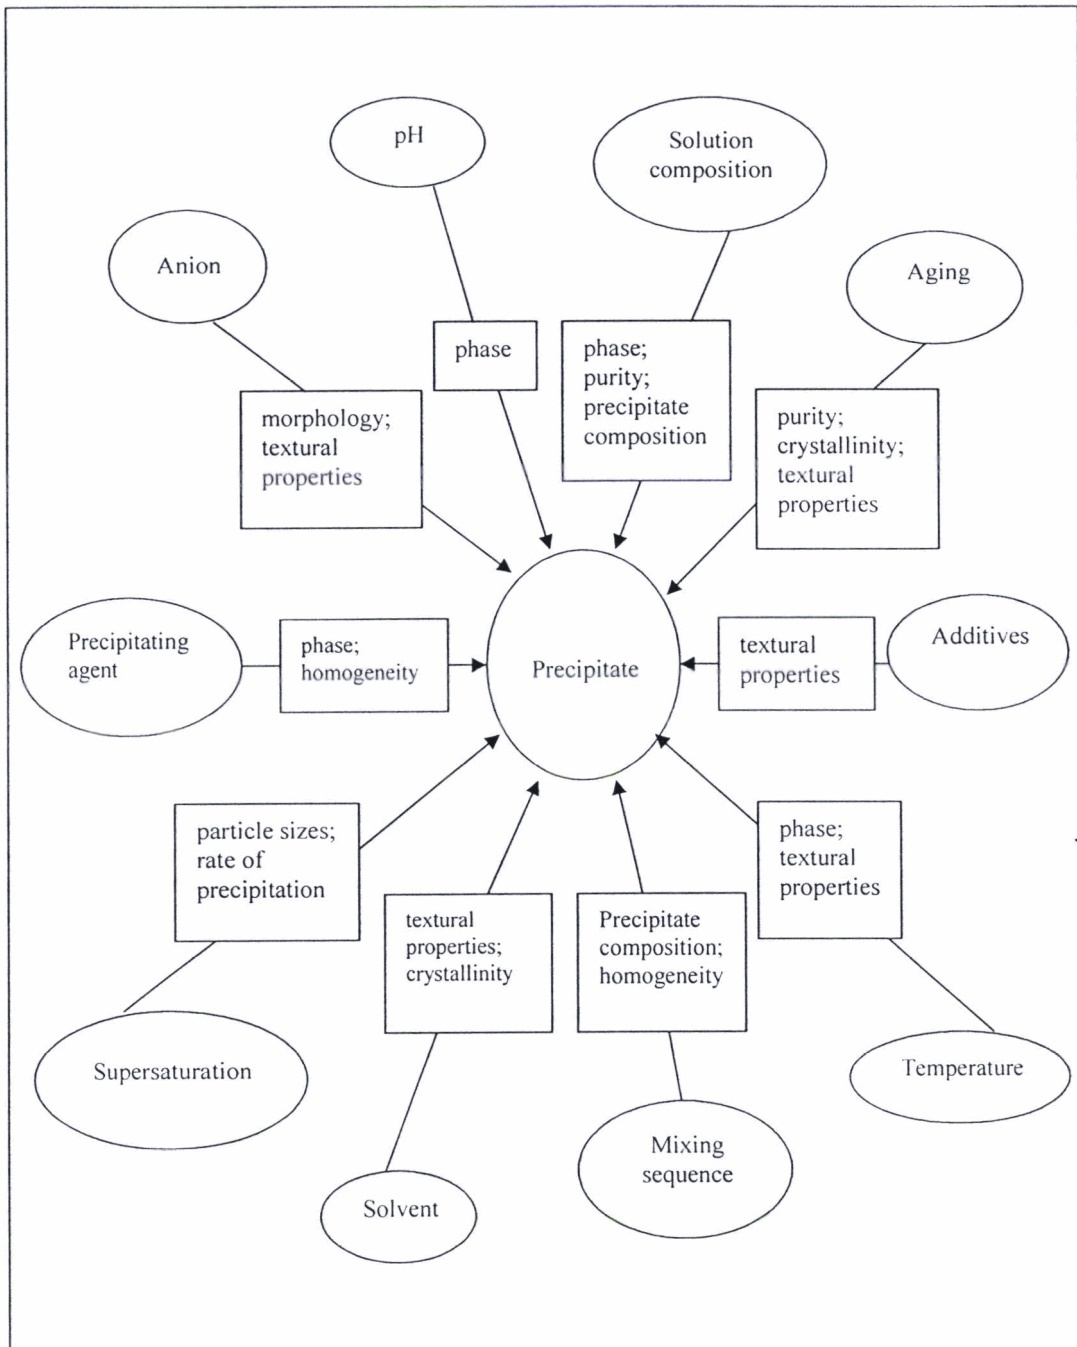 pH
Solution
composition
Anion
Aging
phase
phase;
purity;
precipitate
composition
morphology;
textural
properties
purity;
crystallinity;
textural
properties
Precipitating
agent
phase;
homogeneity
Precipitate
textural
properties
Additives
particle sizes;
rate of
precipitation
textural
properties;
crystallinity
Precipitate
composition;
homogeneity
phase;
textural
properties
Supersaturation
Temperature
Solvent
Mixing
sequence